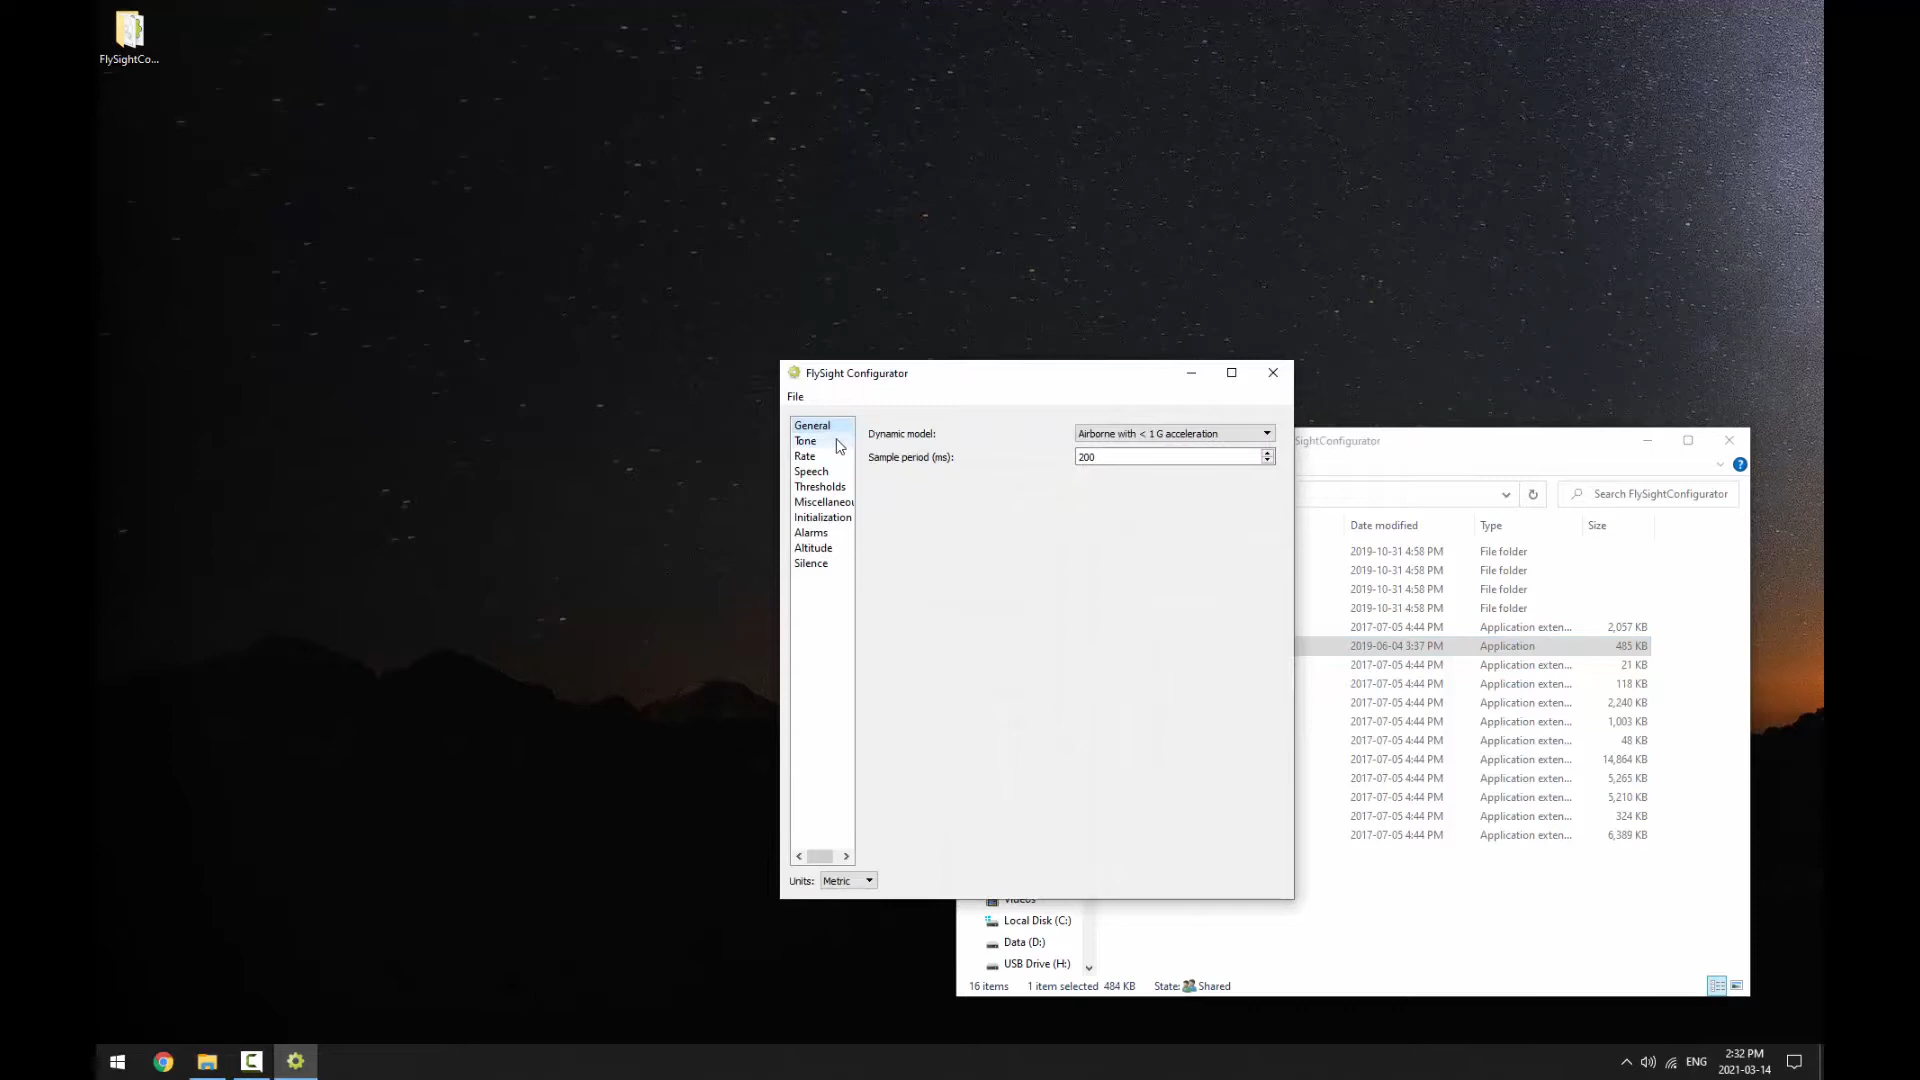 FlySightCo...
FlySight Configurator
File
General
Tone
Rate
Speech
Thresholds
Miscellaneou
Initialization
Alarms
Altitude
Silence
Dynamic model:
Airborne with < 1 G acceleration
Sample period (ms):
200
Units:
Metric
SightConfigurator
Search FlySightConfigurator
Date modified Type Size
2019-10-31 4:58 PM File folder
2019-10-31 4:58 PM File folder
2019-10-31 4:58 PM File folder
2019-10-31 4:58 PM File folder
2017-07-05 4:44 PM Application exten... 2,057 KB
2019-06-04 3:37 PM Application 485 KB
2017-07-05 4:44 PM Application exten... 21 KB
2017-07-05 4:44 PM Application exten... 118 KB
2017-07-05 4:44 PM Application exten... 2,240 KB
2017-07-05 4:44 PM Application exten... 1,003 KB
2017-07-05 4:44 PM Application exten... 48 KB
2017-07-05 4:44 PM Application exten... 14,864 KB
2017-07-05 4:44 PM Application exten... 5,265 KB
2017-07-05 4:44 PM Application exten... 5,210 KB
2017-07-05 4:44 PM Application exten... 324 KB
2017-07-05 4:44 PM Application exten... 6,389 KB
Videos
Local Disk (C:)
Data (D:)
USB Drive (H:)
16 items 1 item selected 484 KB State: Shared
ENG
2:32 PM
2021-03-14